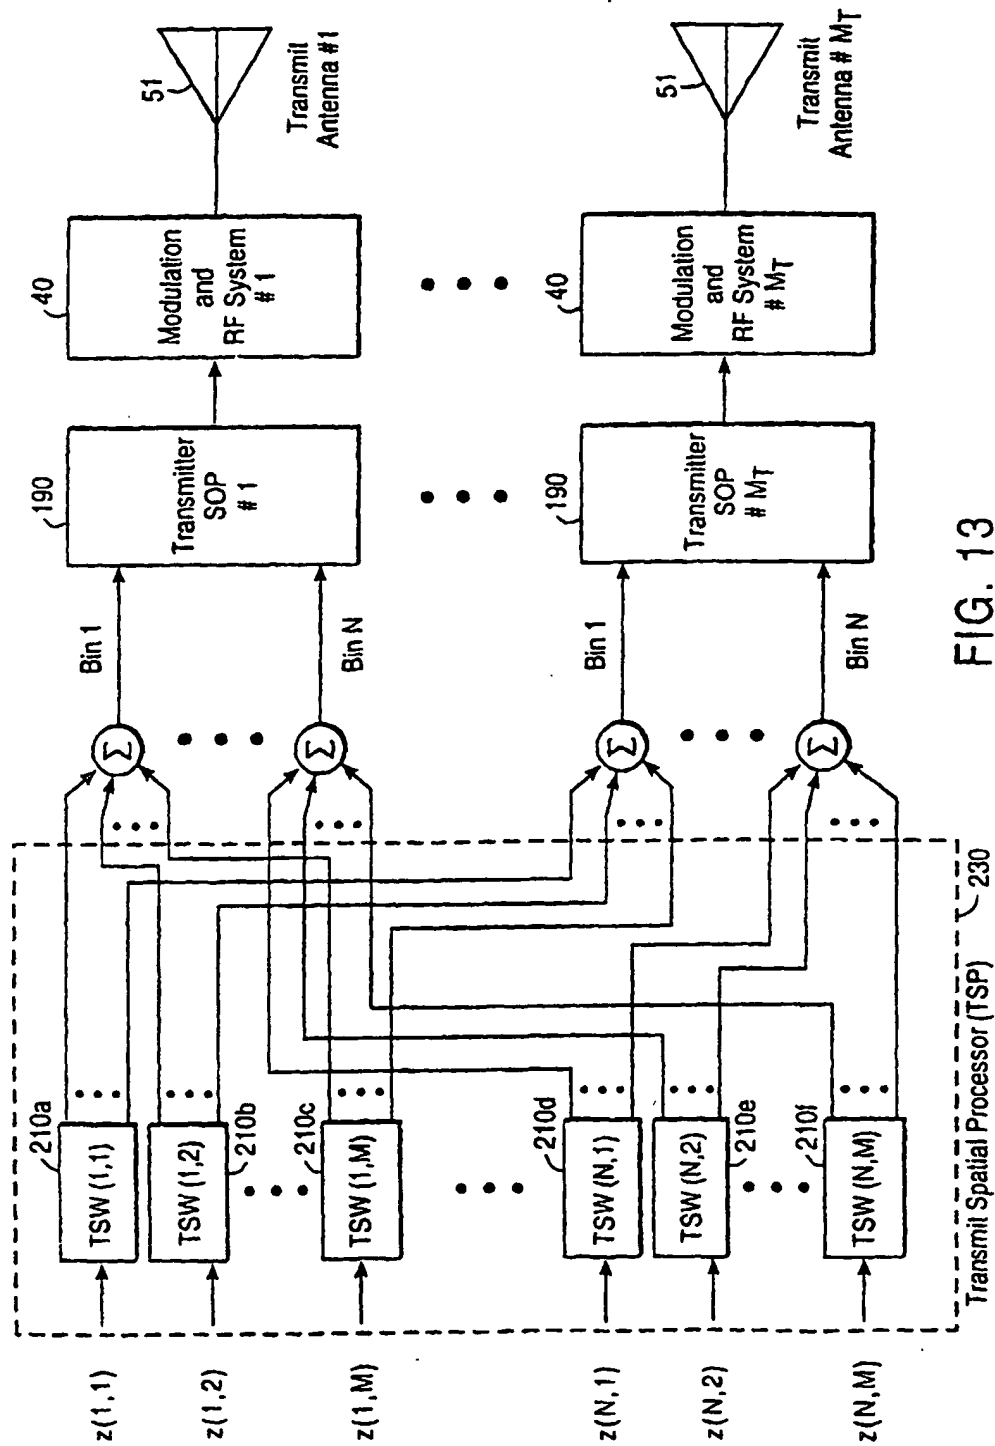 z(1,1)
z(1,2)
z(1,M)
z(N,1)
z(N,2)
z(N,M)
210a
TSW (1,1)
TSW (1,2)
210b
210c
TSW (1,M)
210d
TSW (N,1)
TSW (N,2)
210e
210f
TSW (N,M)
Transmit Spatial Processor (TSP)
230
Σ
Σ
Σ
Σ
Bin 1
Bin N
Bin 1
Bin N
190
Transmitter
SOP
# 1
190
Transmitter
SOP
# MT
40
Modulation
and
RF System
# 1
40
Modulation
and
RF System
# MT
51
Transmit
Antenna #1
51
Transmit
Antenna # MT
FIG. 13